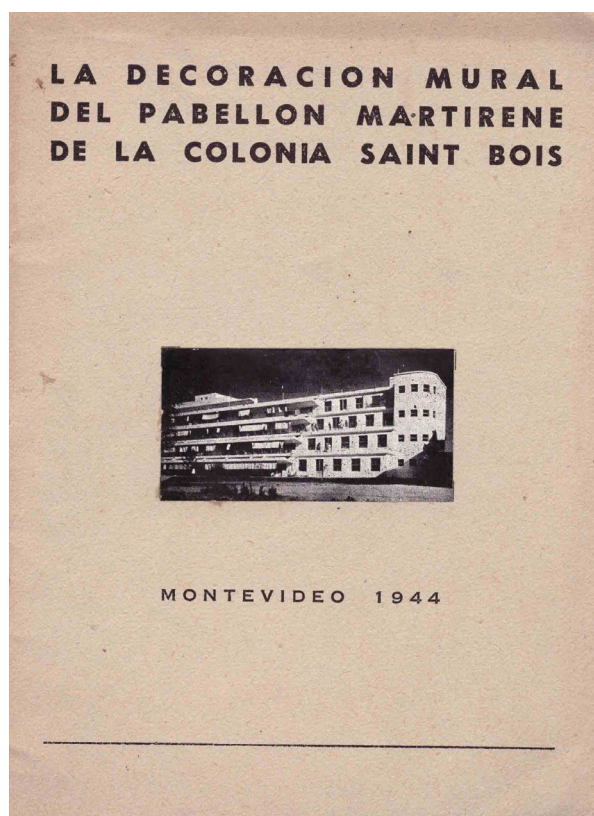 LA DECORACION MURAL
DEL PABELLON MARTIRENE
DE LA COLONIA SAINT BOIS
MONTEVIDEO 1944